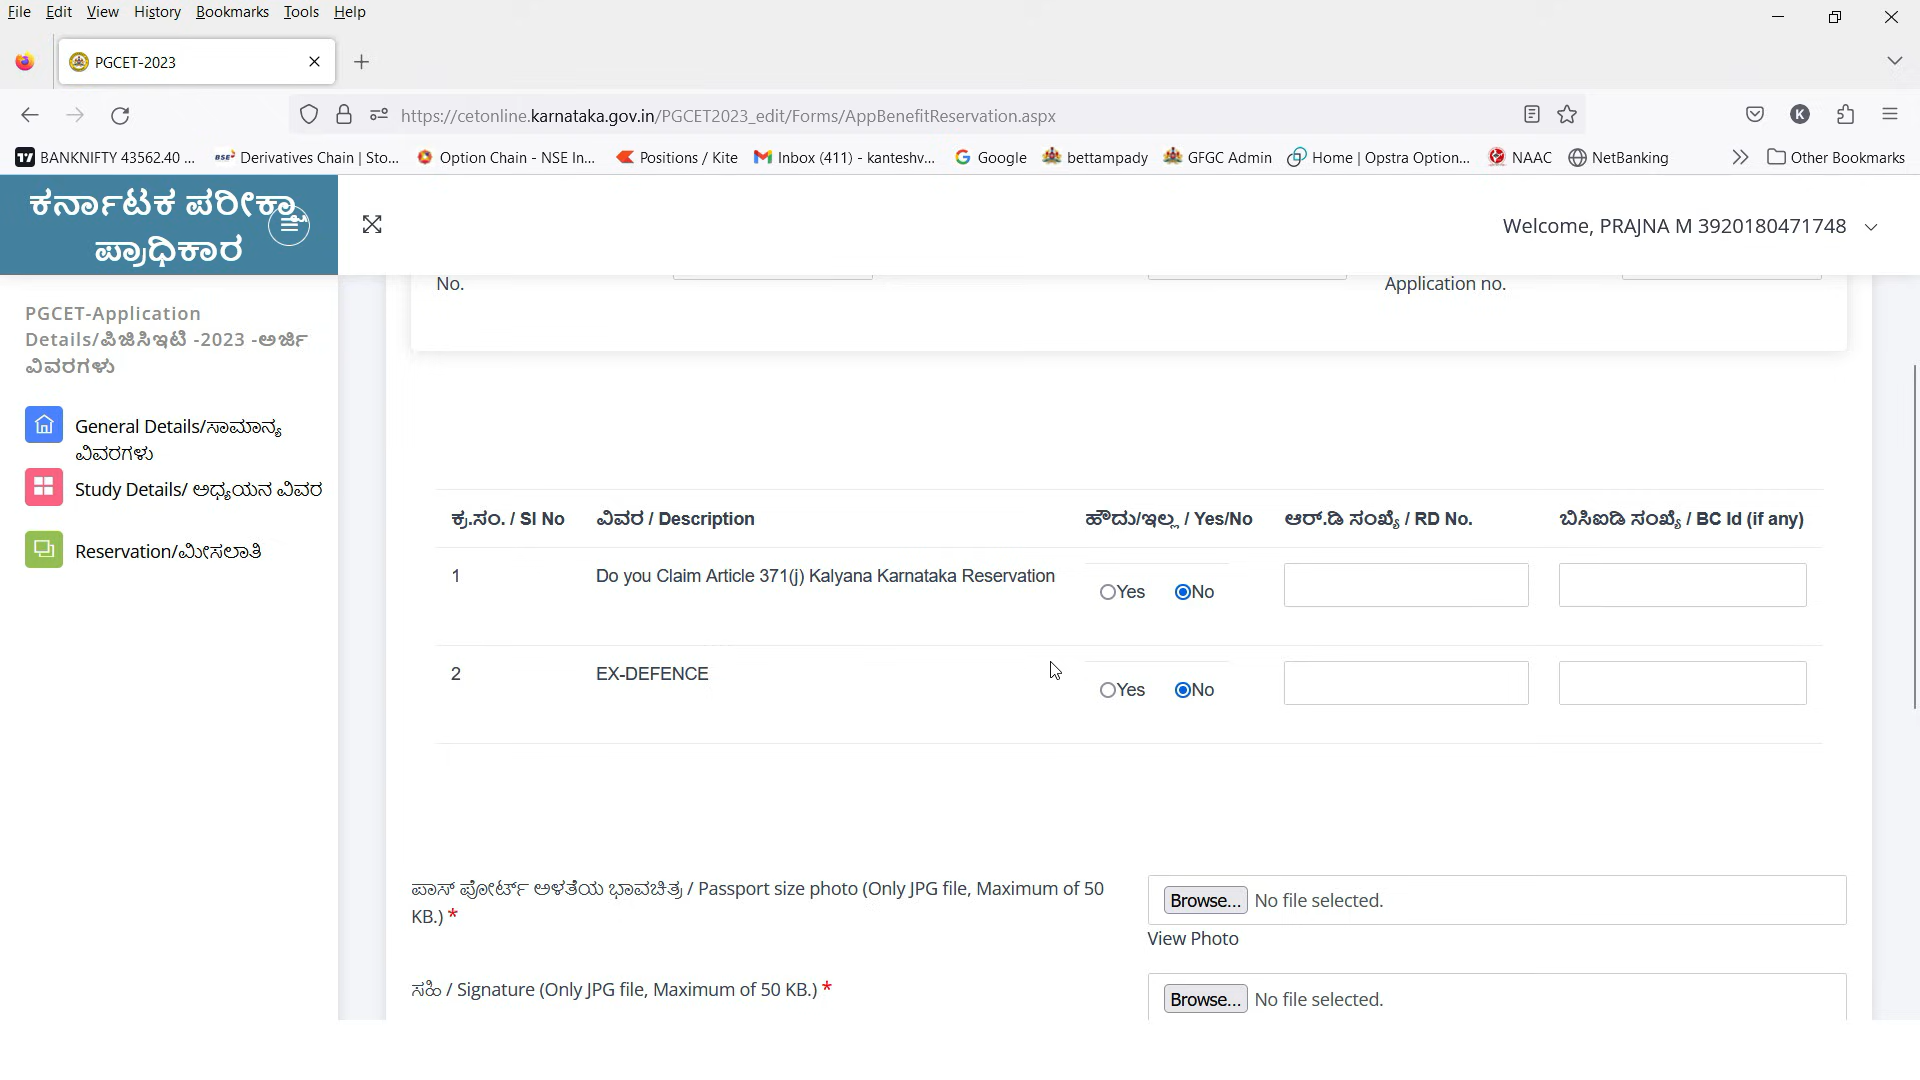 File Edit View History Bookmarks Tools Help
PGCET-2023
https://cetonline.karnataka.gov.in/PGCET2023_edit/Forms/AppBenefitReservation.aspx
BANKNIFTY 43562.40 ... Derivatives Chain | Sto... Option Chain - NSE In... Positions / Kite Inbox (411) - kanteshv... Google bettampady GFGC Admin Home | Opstra Option... NAAC NetBanking Other Bookmarks
ಕರ್ನಾಟಕ ಪರೀಕ್ಷಾ
ಪ್ರಾಧಿಕಾರ
Welcome, PRAJNA M 3920180471748
No.
Application no.
PGCET-Application
Details/ಪಿಜಿಸಿಇಟಿ -2023 -ಅರ್ಜಿ
ವಿವರಗಳು
General Details/ಸಾಮಾನ್ಯ
ವಿವರಗಳು
Study Details/ ಅಧ್ಯಯನ ವಿವರ
Reservation/ಮೀಸಲಾತಿ
ಕ್ರ.ಸಂ. / Sl No ವಿವರ / Description ಹೌದು/ಇಲ್ಲ / Yes/No ಆರ್.ಡಿ ಸಂಖ್ಯೆ / RD No. ಬಿಸಿಐಡಿ ಸಂಖ್ಯೆ / BC Id (if any)
1 Do you Claim Article 371(j) Kalyana Karnataka Reservation Yes No
2 EX-DEFENCE Yes No
ಪಾಸ್ ಪೋರ್ಟ್ ಅಳತೆಯ ಭಾವಚಿತ್ರ / Passport size photo (Only JPG file, Maximum of 50
KB.) *
Browse... No file selected.
View Photo
ಸಹಿ / Signature (Only JPG file, Maximum of 50 KB.) *
Browse... No file selected.